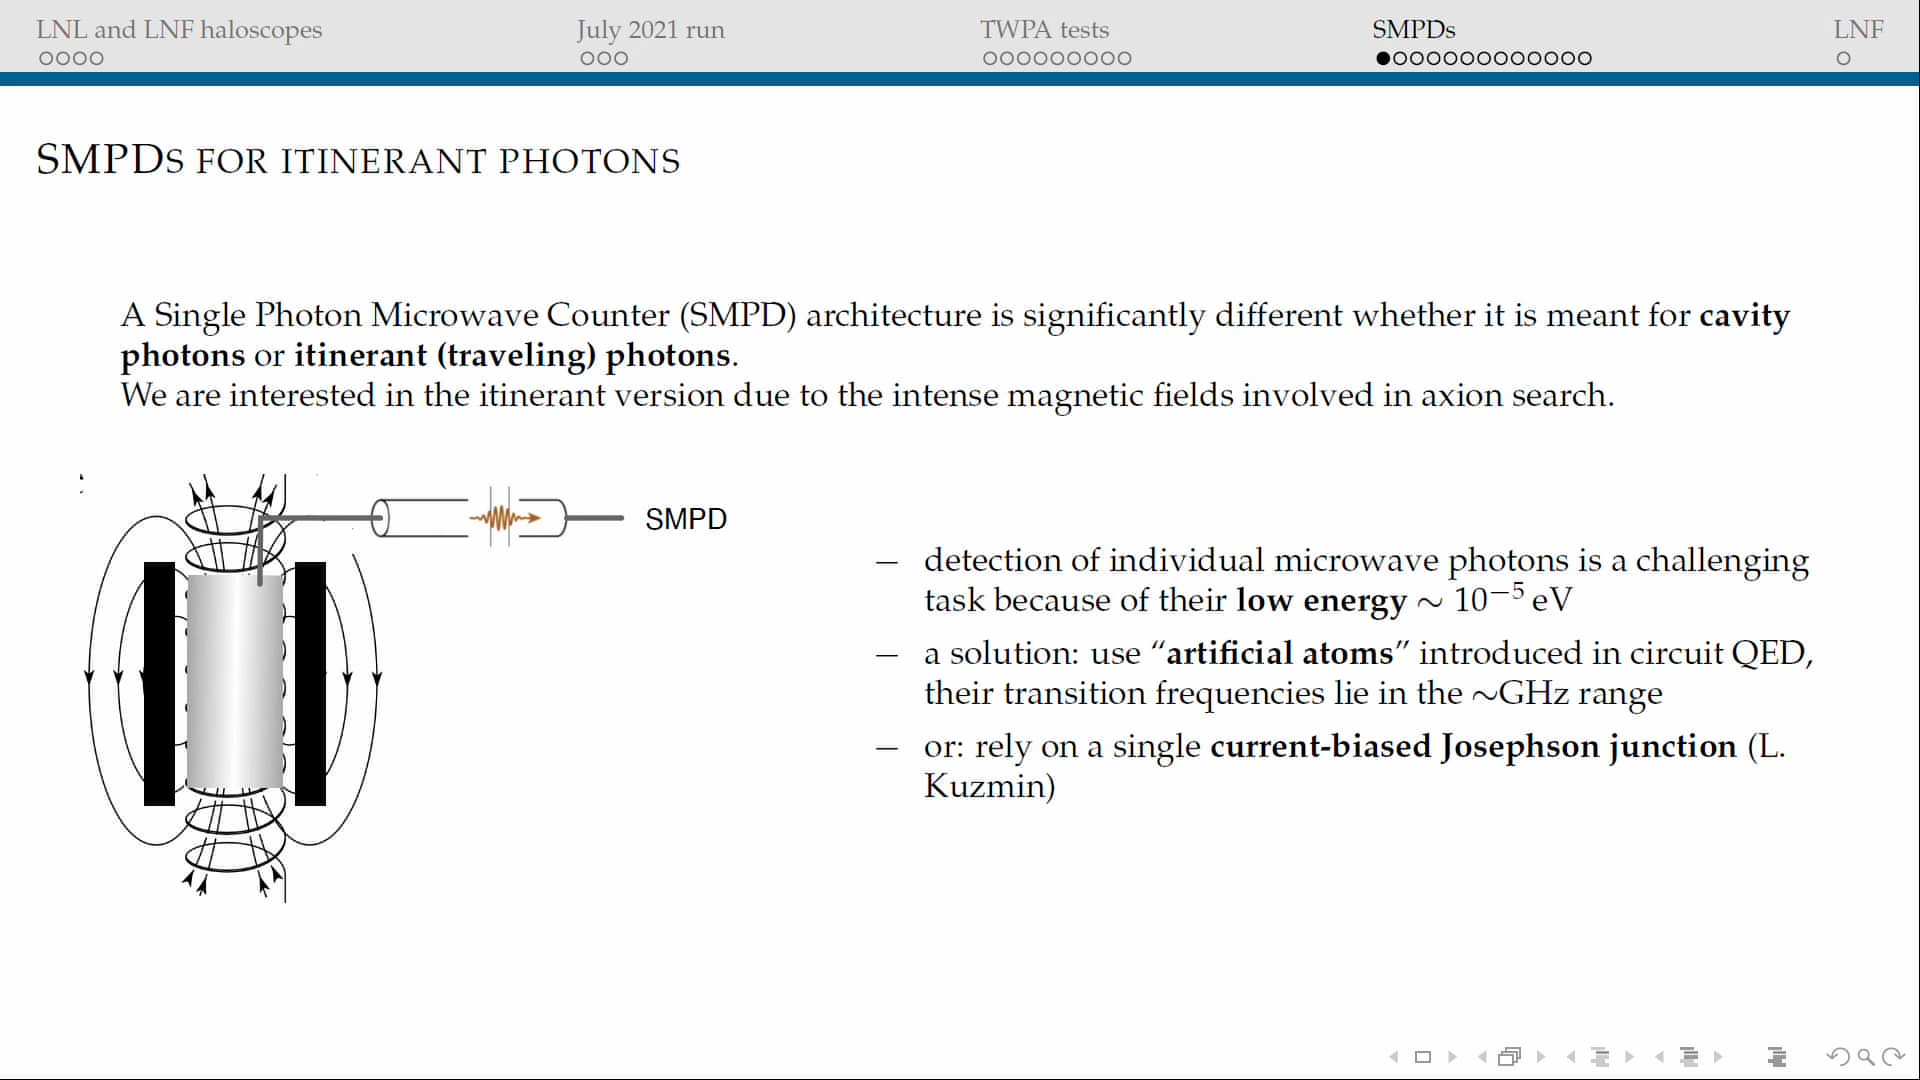 LNL and LNF haloscopes
July 2021 run
TWPA tests
SMPDs
LNF
SMPDS FOR ITINERANT PHOTONS
A Single Photon Microwave Counter (SMPD) architecture is significantly different whether it is meant for cavity
photons or itinerant (traveling) photons.
We are interested in the itinerant version due to the intense magnetic fields involved in axion search.
SMPD
– detection of individual microwave photons is a challenging
task because of their low energy ∼ 10⁻⁵ eV
– a solution: use “artificial atoms” introduced in circuit QED,
their transition frequencies lie in the ∼GHz range
– or: rely on a single current-biased Josephson junction (L.
Kuzmin)